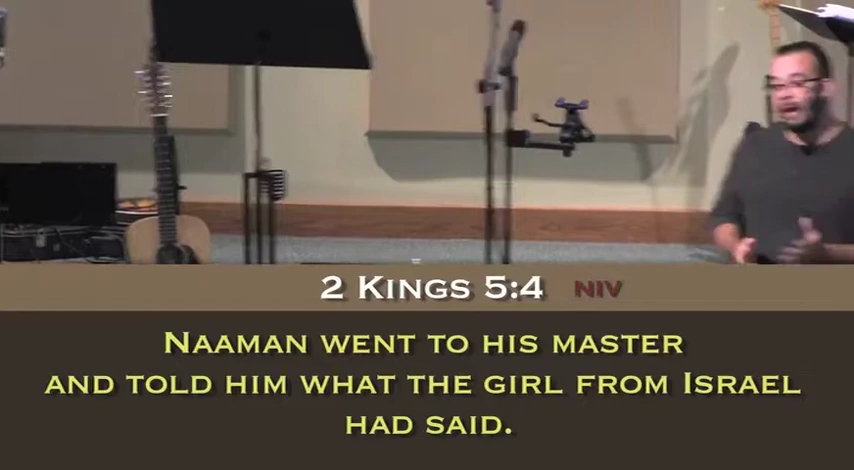 2 Kings 5:4 NIV
Naaman went to his master
and told him what the girl from Israel
had said.